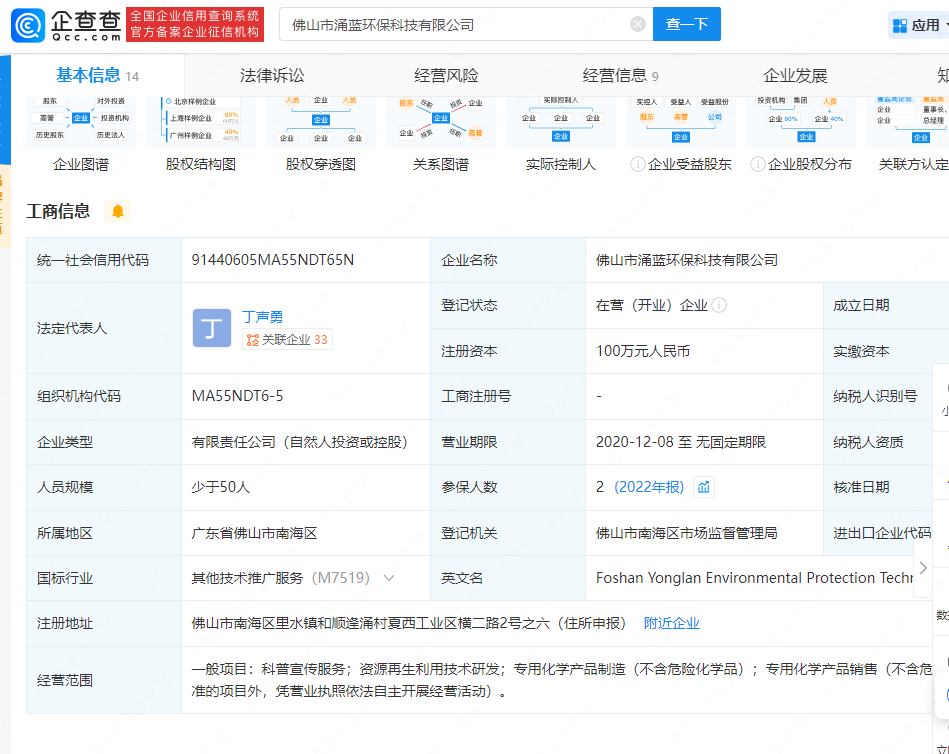 企查查
Qcc.com
全国企业信用查询系统
官方备案企业征信机构
佛山市涌蓝环保科技有限公司
查一下
应用
基本信息 14
法律诉讼
经营风险
经营信息 9
企业发展
股东 对外投资
高管 企业 投资机构
历史股东 历史法人
北京样例企业
上海样例企业 60%
广州样例企业 40%
人员 企业 人员
企业
企业 企业 企业
股东 任职 投资 企业
企业
企业 投资 任职 高管
实际控制人
企业 企业 企业
企业
实控人 受益人 受益股份
股东 高管 公司
企业
投资机构 集团 人员
企业 60% 企业 40%
企业
企业 董事长、
企业 总经理
企业
企业图谱
股权结构图
股权穿透图
关系图谱
实际控制人
企业受益股东
企业股权分布
关联方认定
工商信息
统一社会信用代码 91440605MA55NDT65N 企业名称 佛山市涌蓝环保科技有限公司
法定代表人 丁 丁声勇
关联企业 33
登记状态 在营（开业）企业 成立日期
注册资本 100万元人民币 实缴资本
组织机构代码 MA55NDT6-5 工商注册号 - 纳税人识别号
企业类型 有限责任公司（自然人投资或控股） 营业期限 2020-12-08 至 无固定期限 纳税人资质
人员规模 少于50人 参保人数 2 (2022年报) 核准日期
所属地区 广东省佛山市南海区 登记机关 佛山市南海区市场监督管理局 进出口企业代码
国标行业 其他技术推广服务（M7519） 英文名 Foshan Yonglan Environmental Protection Techn
注册地址 佛山市南海区里水镇和顺逢涌村夏西工业区横二路2号之六（住所申报） 附近企业
经营范围 一般项目：科普宣传服务；资源再生利用技术研发；专用化学产品制造（不含危险化学品）；专用化学产品销售（不含危
准的项目外，凭营业执照依法自主开展经营活动）。